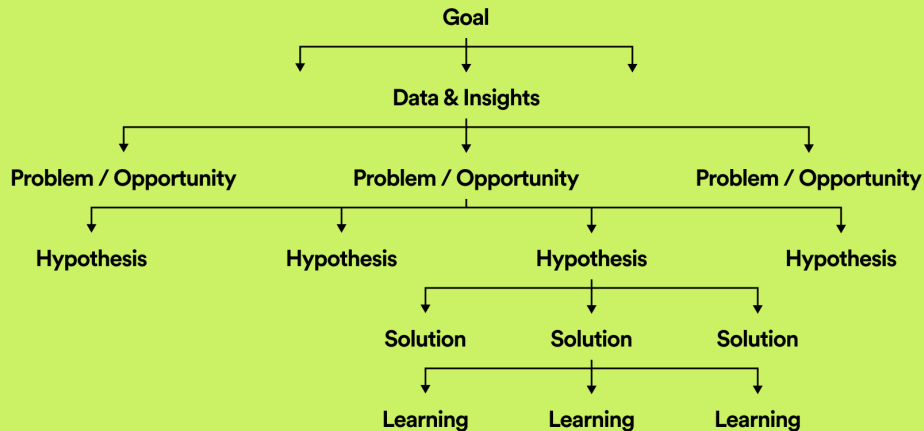 Goal
Data & Insights
Problem / Opportunity Problem / Opportunity Problem / Opportunity
Hypothesis Hypothesis Hypothesis Hypothesis
Solution Solution Solution
Learning Learning Learning